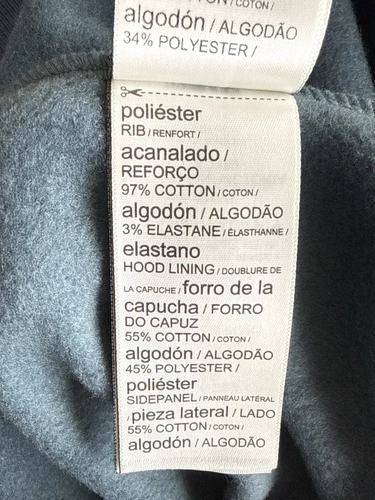 COTTON / COTON /
algodón / ALGODÃO
34% POLYESTER /
poliéster
RIB / RENFORT /
acanalado /
REFORÇO
97% COTTON / COTON /
algodón / ALGODÃO
3% ELASTANE / ÉLASTHANNE /
elastano
HOOD LINING / DOUBLURE DE
LA CAPUCHE / forro de la
capucha / FORRO
DO CAPUZ
55% COTTON / COTON /
algodón / ALGODÃO
45% POLYESTER /
poliéster
SIDEPANEL / PANNEAU LATÉRAL
/ pieza lateral / LADO
55% COTTON / COTON /
algodón / ALGODÃO